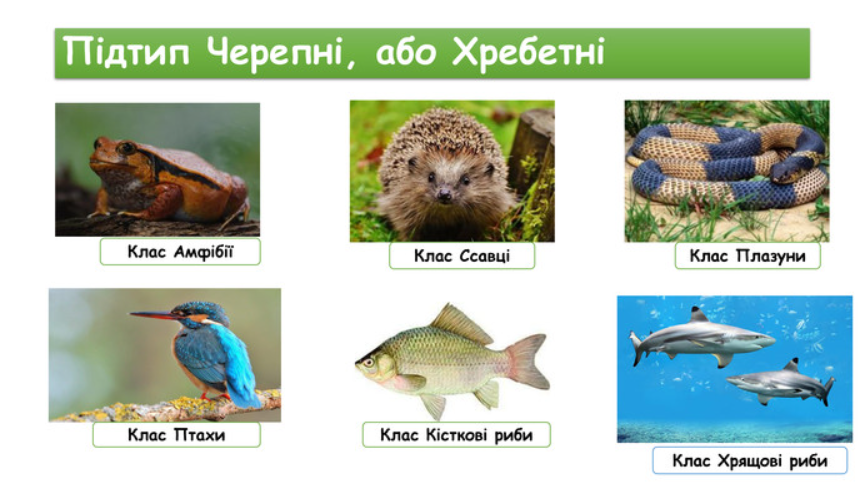 Підтип Черепні, або Хребетні
Клас Амфібії
Клас Ссавці
Клас Плазуни
Клас Птахи
Клас Кісткові риби
Клас Хрящові риби